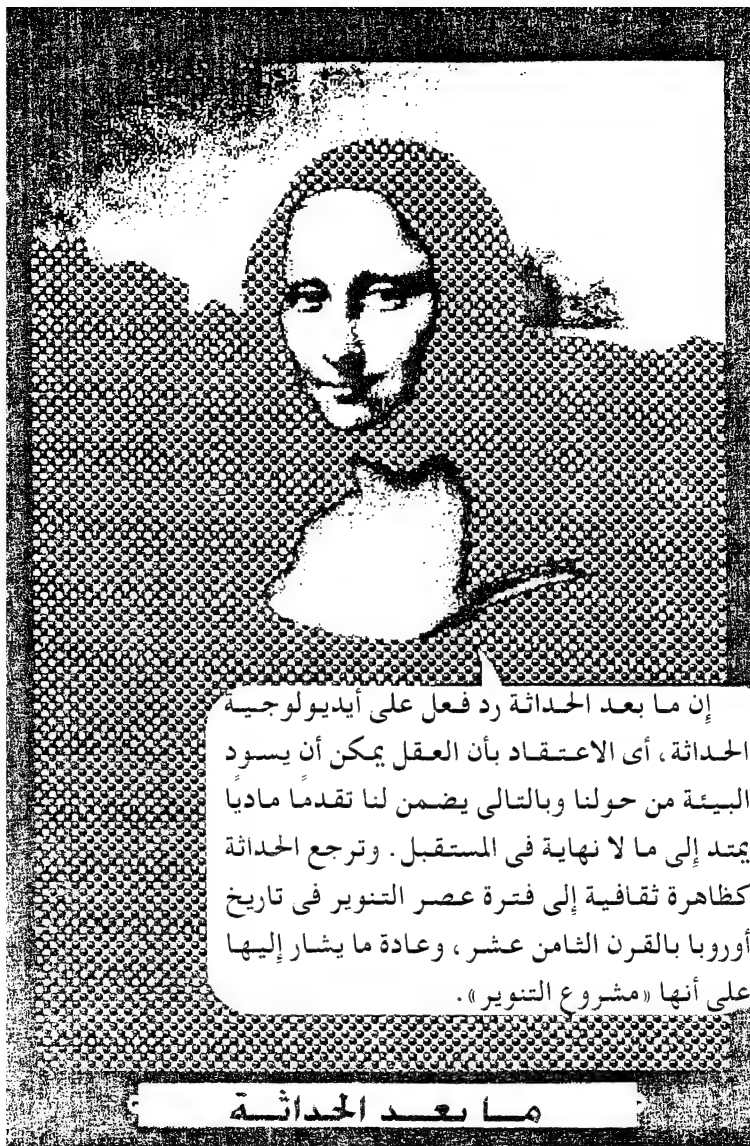 إن ما بعد الحداثة رد فعل على أيديولوجية
الحداثة، أى الاعتقاد بأن العقل يمكن أن يسود
البيئة من حولنا وبالتالى يضمن لنا تقدمًا ماديًا
يمتد إلى ما لا نهاية فى المستقبل. وترجع الحداثة
كظاهرة ثقافية إلى فترة عصر التنوير فى تاريخ
أوروبا بالقرن الثامن عشر، وعادة ما يشار إليها
على أنها «مشروع التنوير».
ما بعد الحداثة